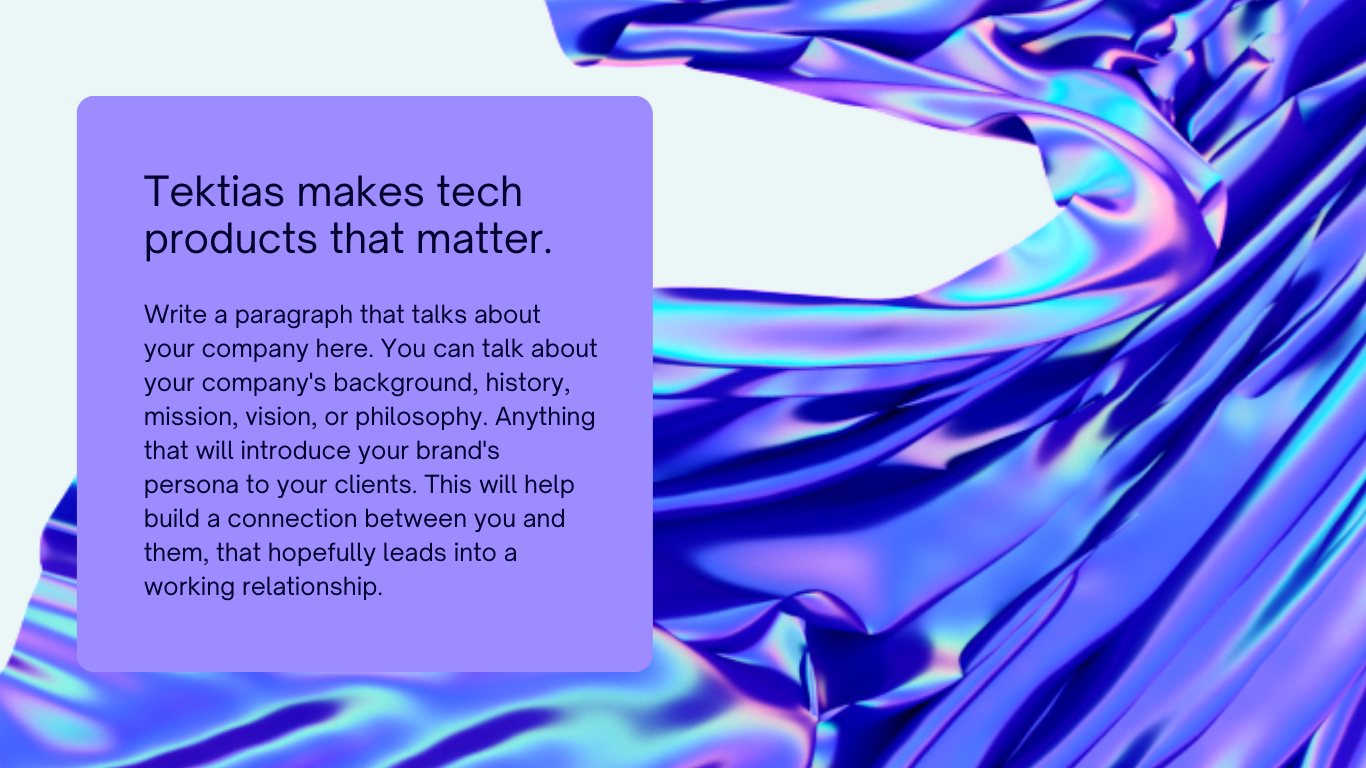 Tektias makes tech
products that matter.
Write a paragraph that talks about
your company here. You can talk about
your company's background, history,
mission, vision, or philosophy. Anything
that will introduce your brand's
persona to your clients. This will help
build a connection between you and
them, that hopefully leads into a
working relationship.